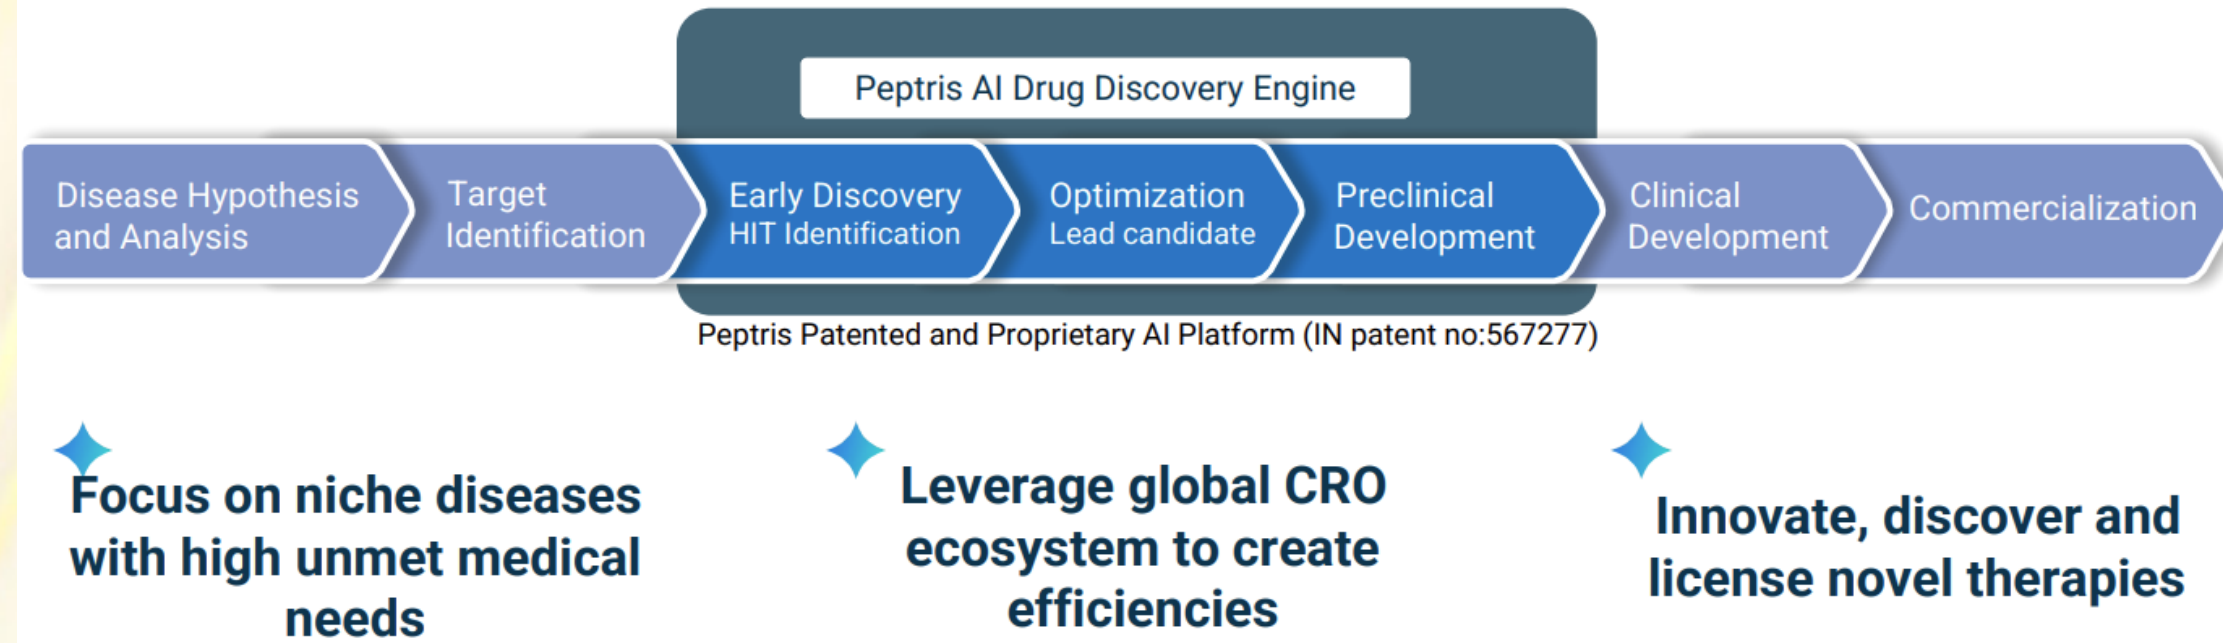 Peptris AI Drug Discovery Engine
Disease Hypothesis
and Analysis
Target
Identification
Early Discovery
HIT Identification
Optimization
Lead candidate
Preclinical
Development
Clinical
Development
Commercialization
Peptris Patented and Proprietary AI Platform (IN patent no:567277)
Focus on niche diseases
with high unmet medical
needs
Leverage global CRO
ecosystem to create
efficiencies
Innovate, discover and
license novel therapies